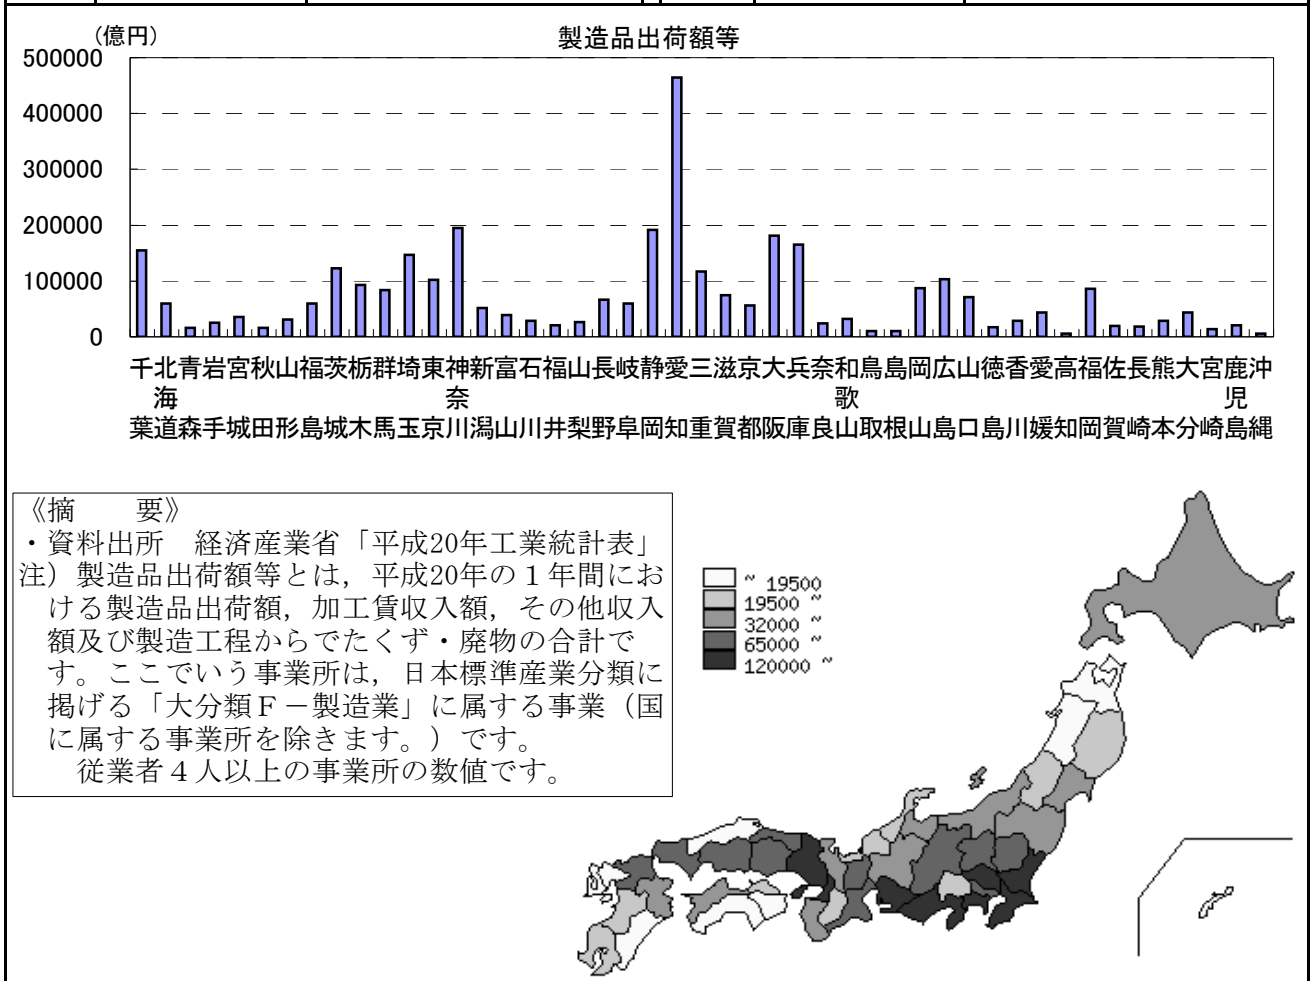 (億円)
製造品出荷額等
500000
400000
300000
200000
100000
0
千葉 北海道 青森 岩手 宮城 秋田 山形 福島 茨城 栃木 群馬 埼玉 東京 神奈川 新潟 富山 石川 福井 山梨 長野 岐阜 静岡 愛知 三重 滋賀 京都 大阪 兵庫 奈良 和歌山 鳥取 島根 岡山 広島 山口 徳島 香川 愛媛 高知 福岡 佐賀 長崎 熊本 大分 宮崎 鹿児島 沖縄
《摘　　要》
・資料出所　経済産業省「平成20年工業統計表」
注）製造品出荷額等とは，平成20年の１年間にお
ける製造品出荷額，加工賃収入額，その他収入
額及び製造工程からでたくず・廃物の合計で
す。ここでいう事業所は，日本標準産業分類に
掲げる「大分類Ｆ－製造業」に属する事業（国
に属する事業所を除きます。）です。
従業者４人以上の事業所の数値です。
~ 19500
19500 ~
32000 ~
65000 ~
120000 ~